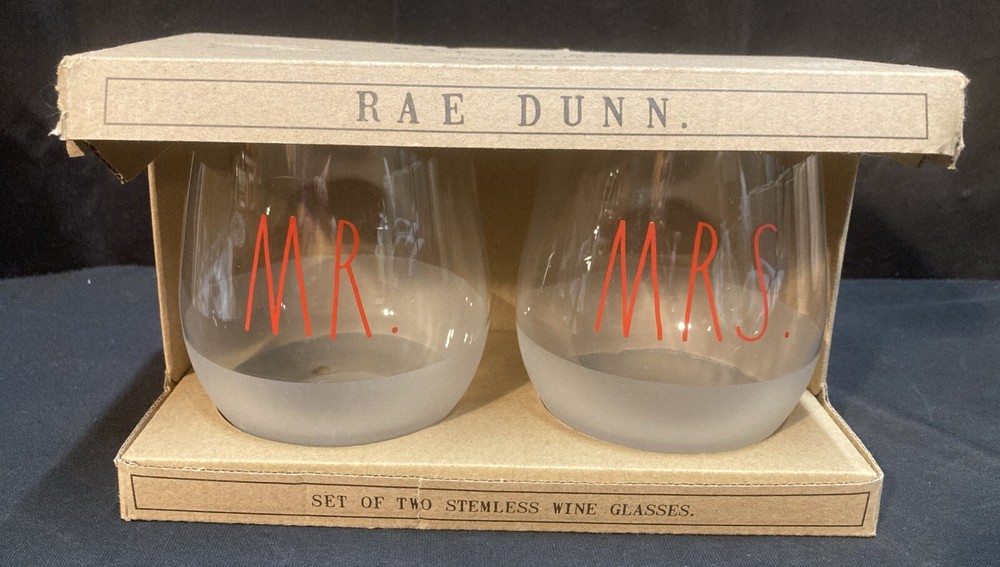 RAE DUNN.
MR.
MRS.
SET OF TWO STEMLESS WINE GLASSES.